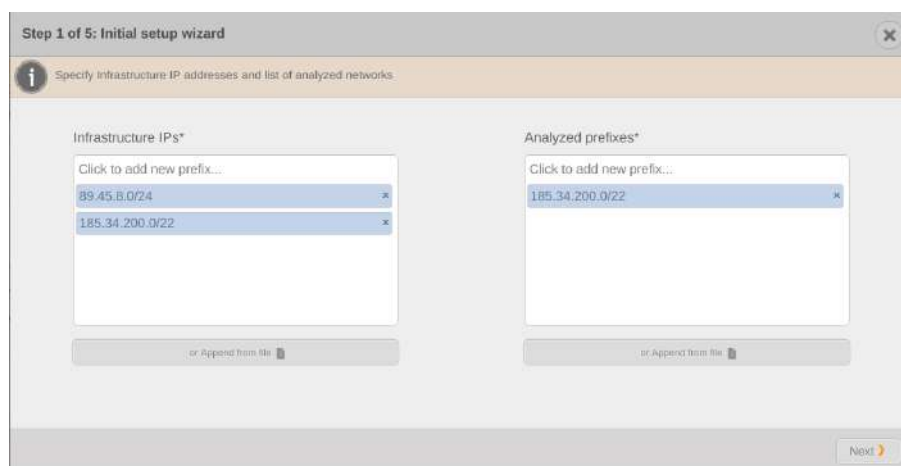 Step 1 of 5: Initial setup wizard
Specify Infrastructure IP addresses and list of analyzed networks
Infrastructure IPs*
Click to add new prefix...
89.45.8.0/24
185.34.200.0/22
or Append from file
Analyzed prefixes*
Click to add new prefix...
185.34.200.0/22
or Append from file
Next